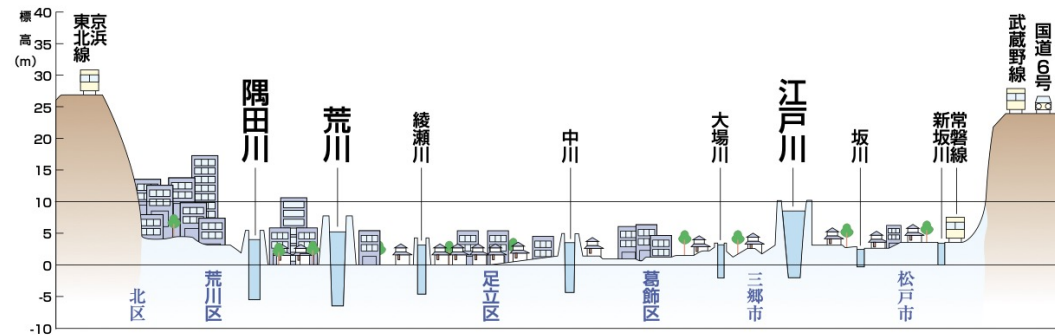 標高(m)
40
35
30
25
20
15
10
5
0
-5
-10
京浜
東北線
隅田川
荒川
綾瀬川
中川
大場川
江戸川
坂川
新坂川
常磐線
武蔵野線
国道6号
北区
荒川区
足立区
葛飾区
三郷市
松戸市